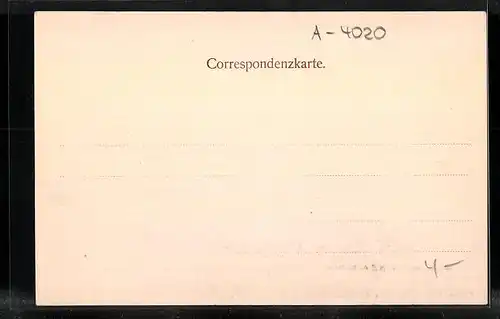 A-4020
Correspondenzkarte.
4-